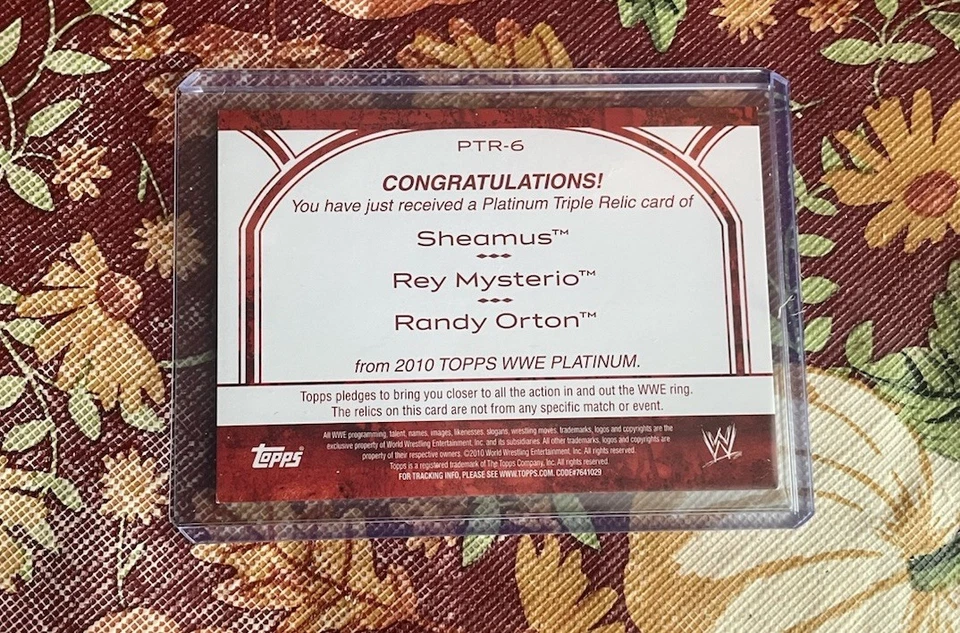 PTR-6
CONGRATULATIONS!
You have just received a Platinum Triple Relic card of
Sheamus™
Rey Mysterio™
Randy Orton™
from 2010 TOPPS WWE PLATINUM.
Topps pledges to bring you closer to all the action in and out the WWE ring.
The relics on this card are not from any specific match or event.
All WWE programming, talent, names, images, likenesses, slogans, wrestling moves, trademarks, logos and copyrights are the
exclusive property of World Wrestling Entertainment, Inc. and its subsidiaries. All other trademarks, logos and copyrights are
property of their respective owners. ©2010 World Wrestling Entertainment, Inc. All rights reserved.
Topps is a registered trademark of The Topps Company, Inc. All rights reserved.
FOR TRACKING INFO, PLEASE SEE WWW.TOPPS.COM. CODE#7641029
topps
W